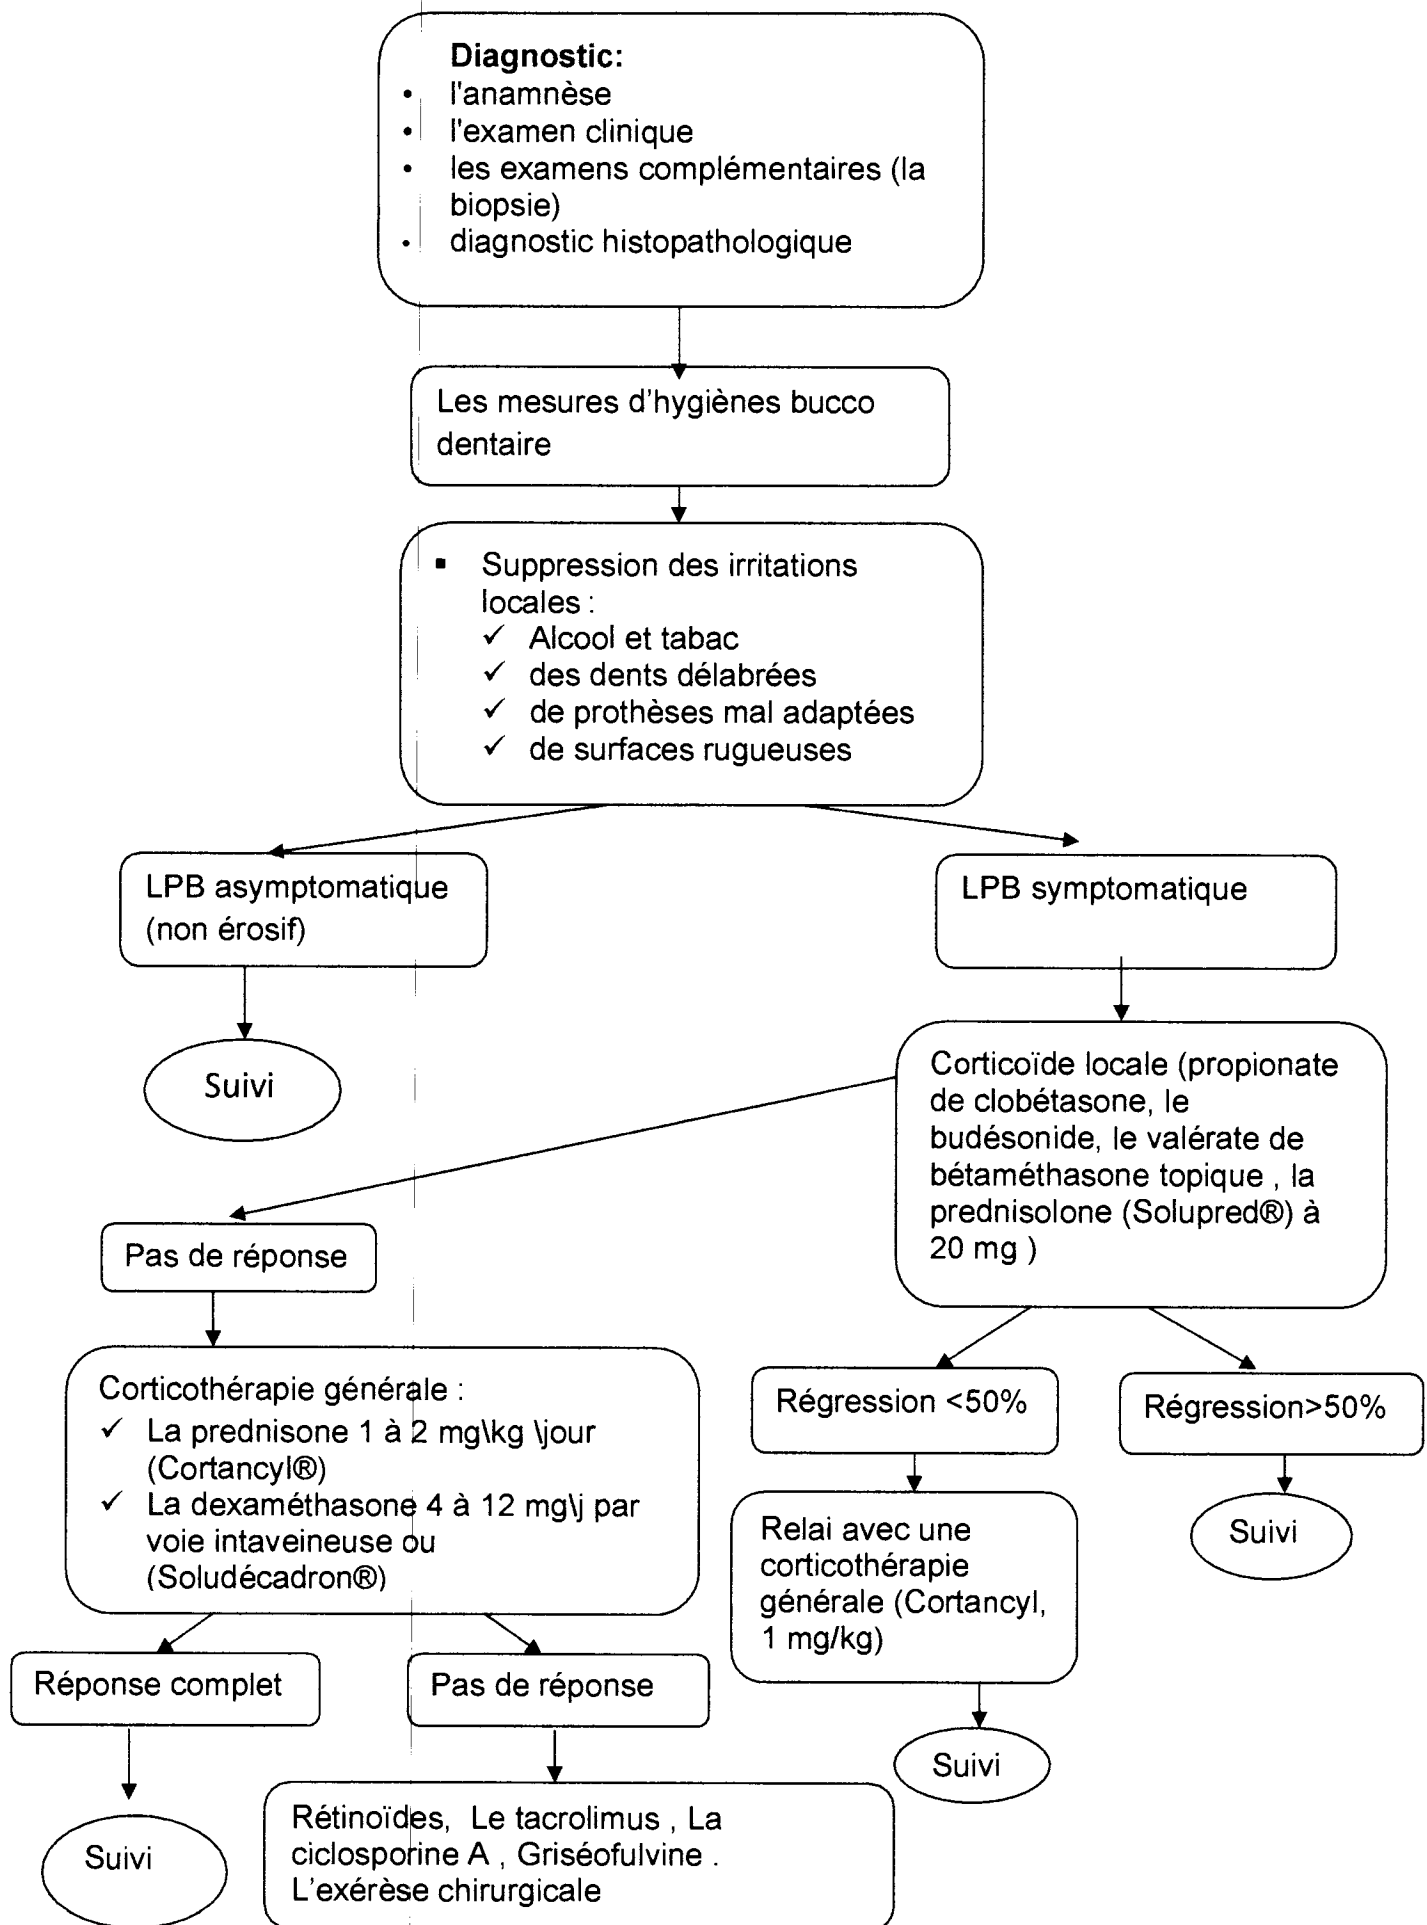 Diagnostic:
• l'anamnèse
• l'examen clinique
• les examens complémentaires (la
biopsie)
• diagnostic histopathologique
Les mesures d'hygiènes bucco
dentaire
▪ Suppression des irritations
locales :
✓ Alcool et tabac
✓ des dents délabrées
✓ de prothèses mal adaptées
✓ de surfaces rugueuses
LPB asymptomatique
(non érosif)
LPB symptomatique
Suivi
Corticoïde locale (propionate
de clobétasone, le
budésonide, le valérate de
bétaméthasone topique , la
prednisolone (Solupred®) à
20 mg )
Pas de réponse
Corticothérapie générale :
✓ La prednisone 1 à 2 mg\kg \jour
(Cortancyl®)
✓ La dexaméthasone 4 à 12 mg\j par
voie intaveineuse ou
(Soludécadron®)
Régression <50%
Régression>50%
Relai avec une
corticothérapie
générale (Cortancyl,
1 mg/kg)
Suivi
Réponse complet
Pas de réponse
Suivi
Suivi
Rétinoïdes, Le tacrolimus , La
ciclosporine A , Griséofulvine .
L'exérèse chirurgicale